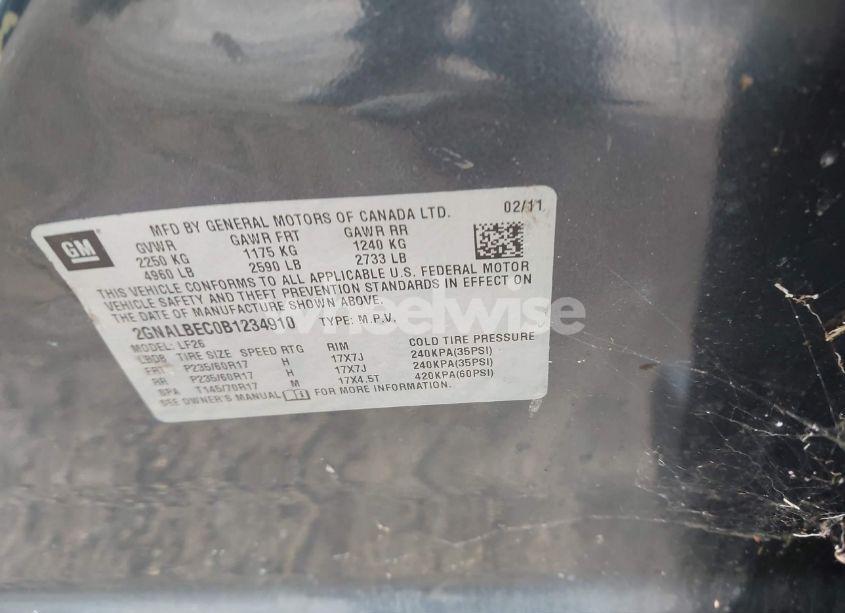 GM
MFD BY GENERAL MOTORS OF CANADA LTD. 02/11
GVWR GAWR FRT GAWR RR
2250 KG 1175 KG 1240 KG
4960 LB 2590 LB 2733 LB
THIS VEHICLE CONFORMS TO ALL APPLICABLE U.S. FEDERAL MOTOR
VEHICLE SAFETY AND THEFT PREVENTION STANDARDS IN EFFECT ON
THE DATE OF MANUFACTURE SHOWN ABOVE.
2GNALBEC0B1234910 TYPE: M.P.V.
MODEL: LF26
LBDB TIRE SIZE SPEED RTG RIM COLD TIRE PRESSURE
FRT P235/60R17 H 17X7J 240KPA(35PSI)
RR P235/60R17 H 17X7J 240KPA(35PSI)
SPA T145/70R17 M 17X4.5T 420KPA(60PSI)
SEE OWNER'S MANUAL FOR MORE INFORMATION.